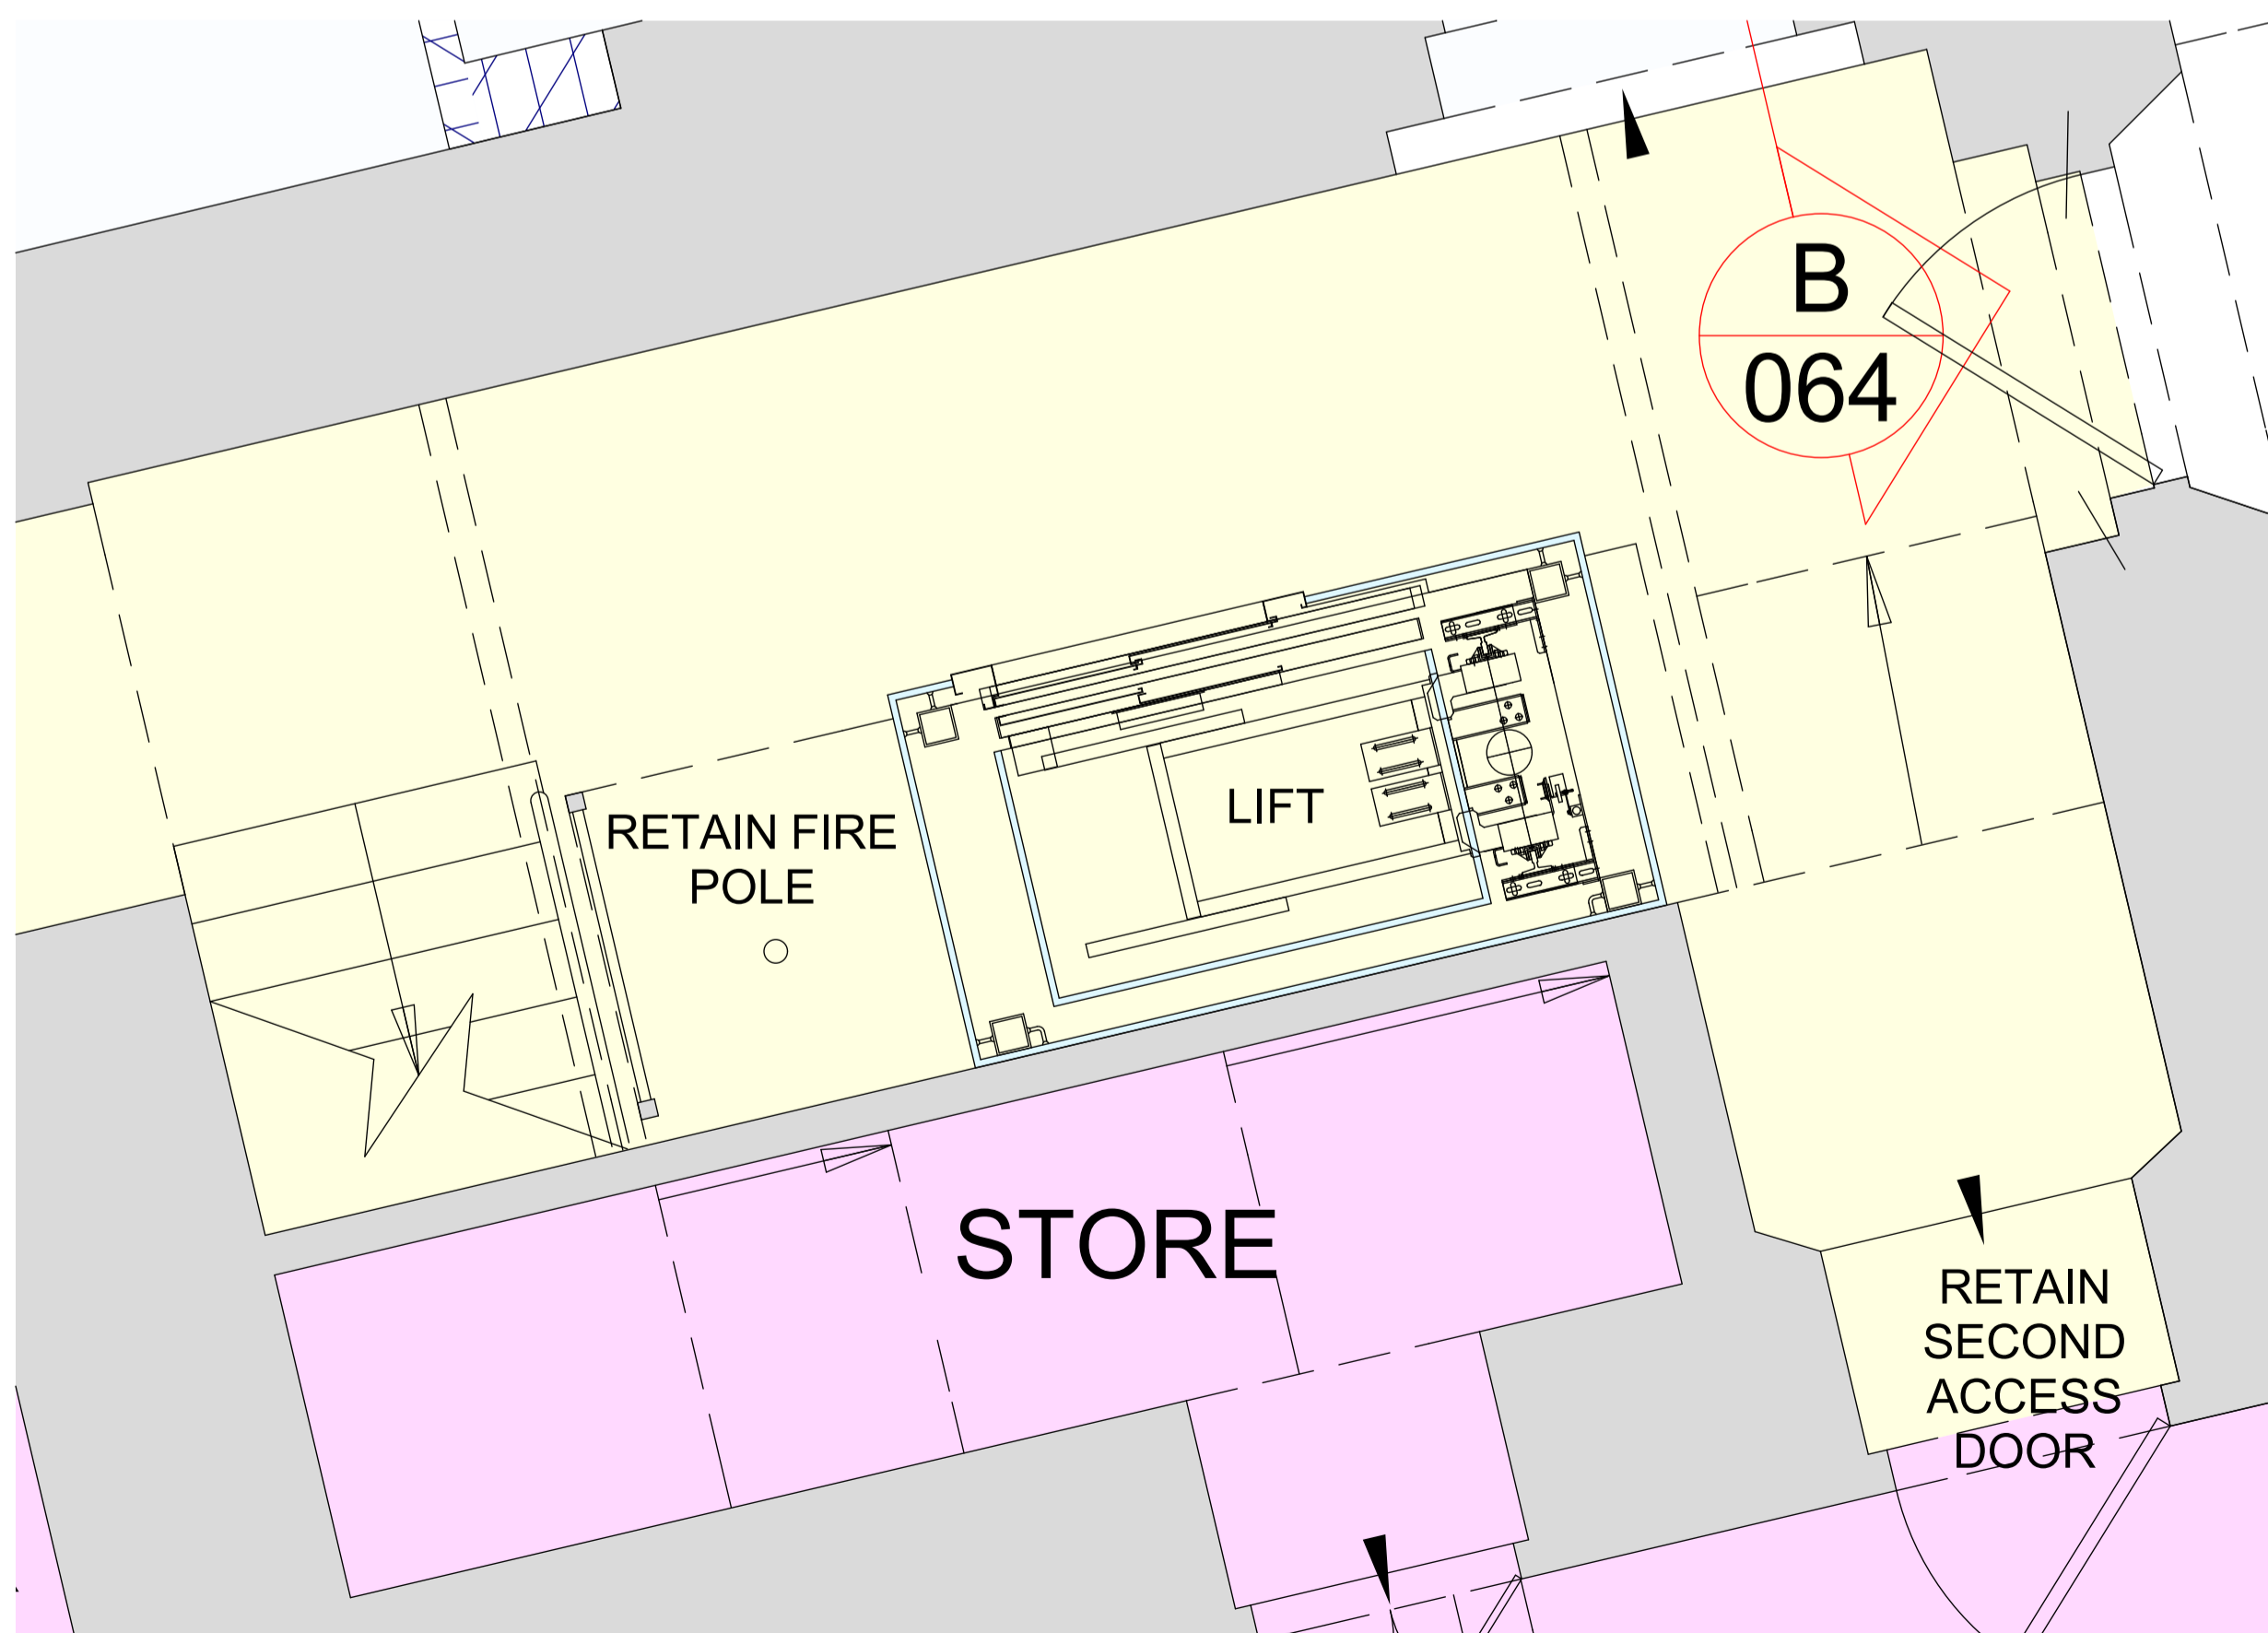 B
064
RETAIN FIRE
POLE
LIFT
STORE
RETAIN
SECOND
ACCESS
DOOR